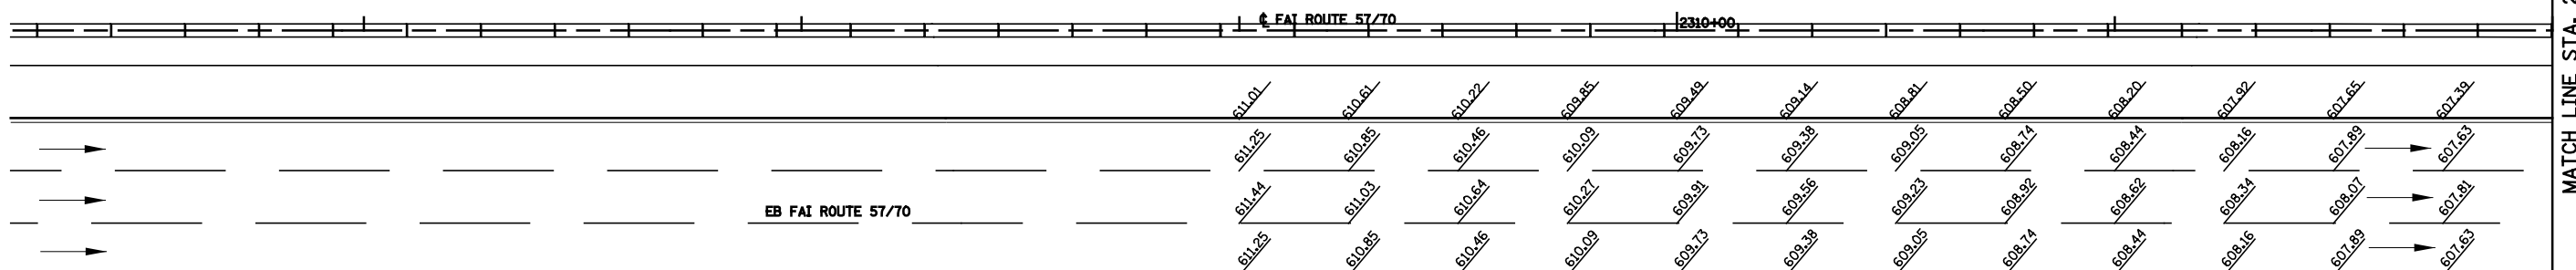 ℄ FAI ROUTE 57/70
2310+00
611.01 610.61 610.22 609.85 609.49 609.14 608.81 608.50 608.20 607.92 607.65 607.39
611.25 610.85 610.46 610.09 609.73 609.38 609.05 608.74 608.44 608.16 607.89 607.63
611.44 611.03 610.64 610.27 609.91 609.56 609.23 608.92 608.62 608.34 608.07 607.81
EB FAI ROUTE 57/70
611.25 610.85 610.46 610.09 609.73 609.38 609.05 608.74 608.44 608.16 607.89 607.63
MATCH LINE STA.